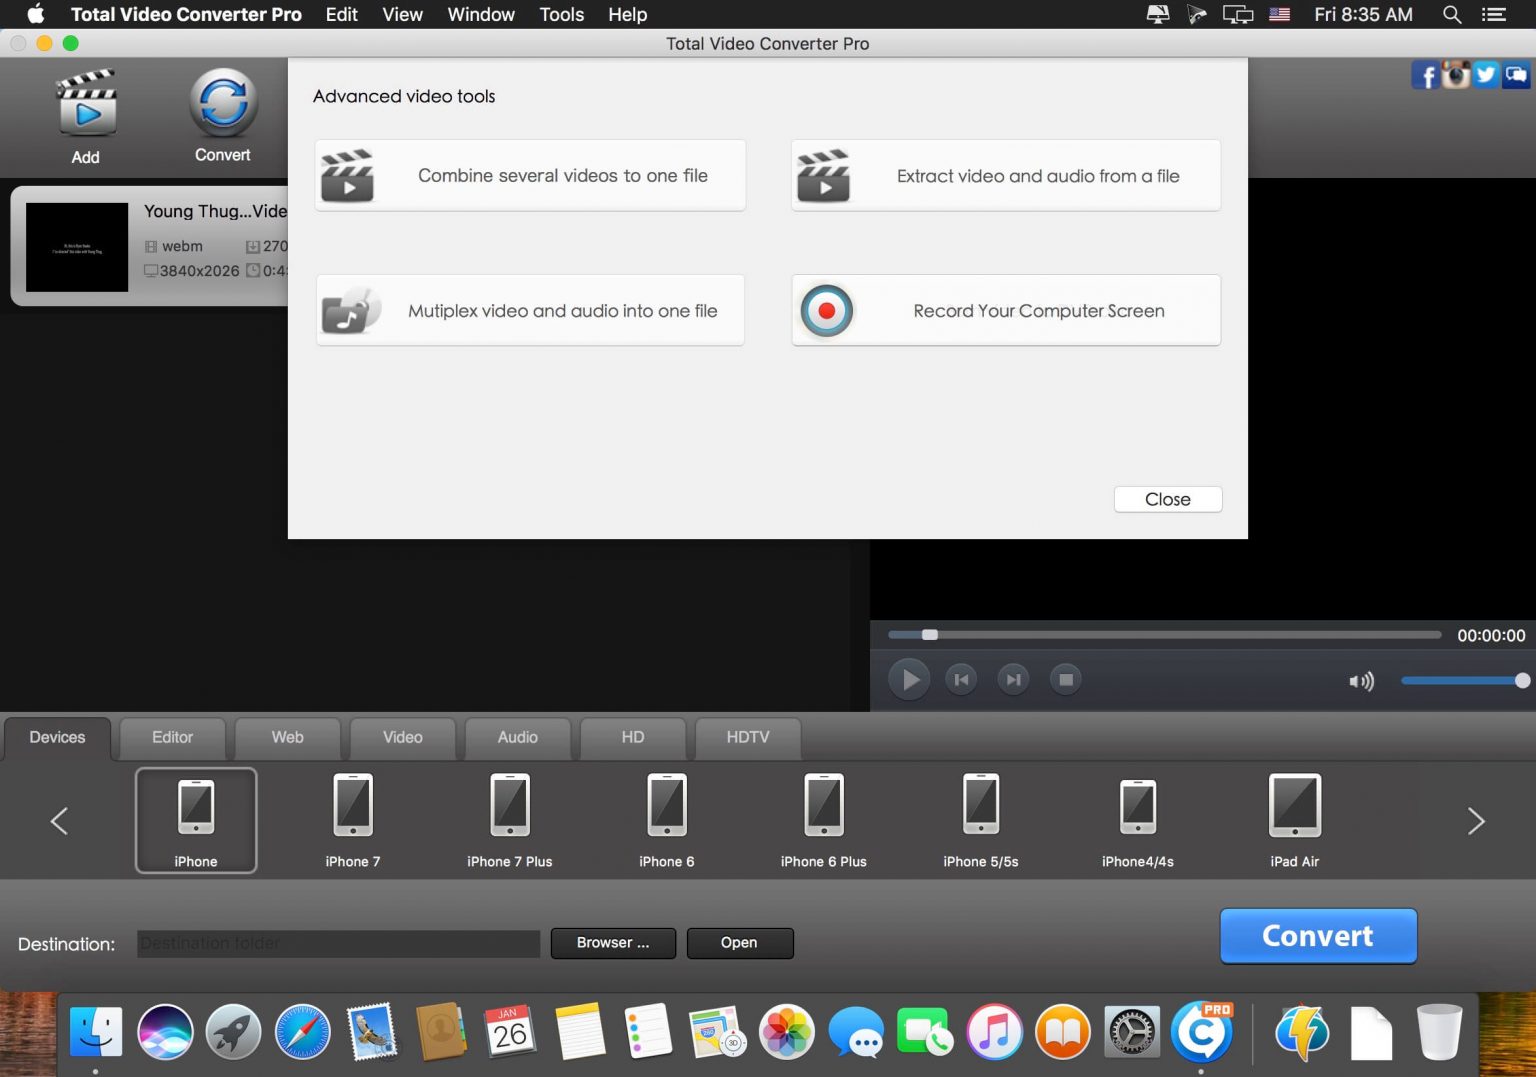 Total Video Converter Pro Edit View Window Tools Help Fri 8:35 AM
Total Video Converter Pro
Add
Convert
Advanced video tools
Combine several videos to one file
Extract video and audio from a file
Mutiplex video and audio into one file
Record Your Computer Screen
Close
Young Thug...Vide
webm 270
3840x2026 0:4
00:00:00
Devices Editor Web Video Audio HD HDTV
iPhone iPhone 7 iPhone 7 Plus iPhone 6 iPhone 6 Plus iPhone 5/5s iPhone4/4s iPad Air
Destination: Destination folder Browser ... Open Convert
JAN
26
280
3D
PRO